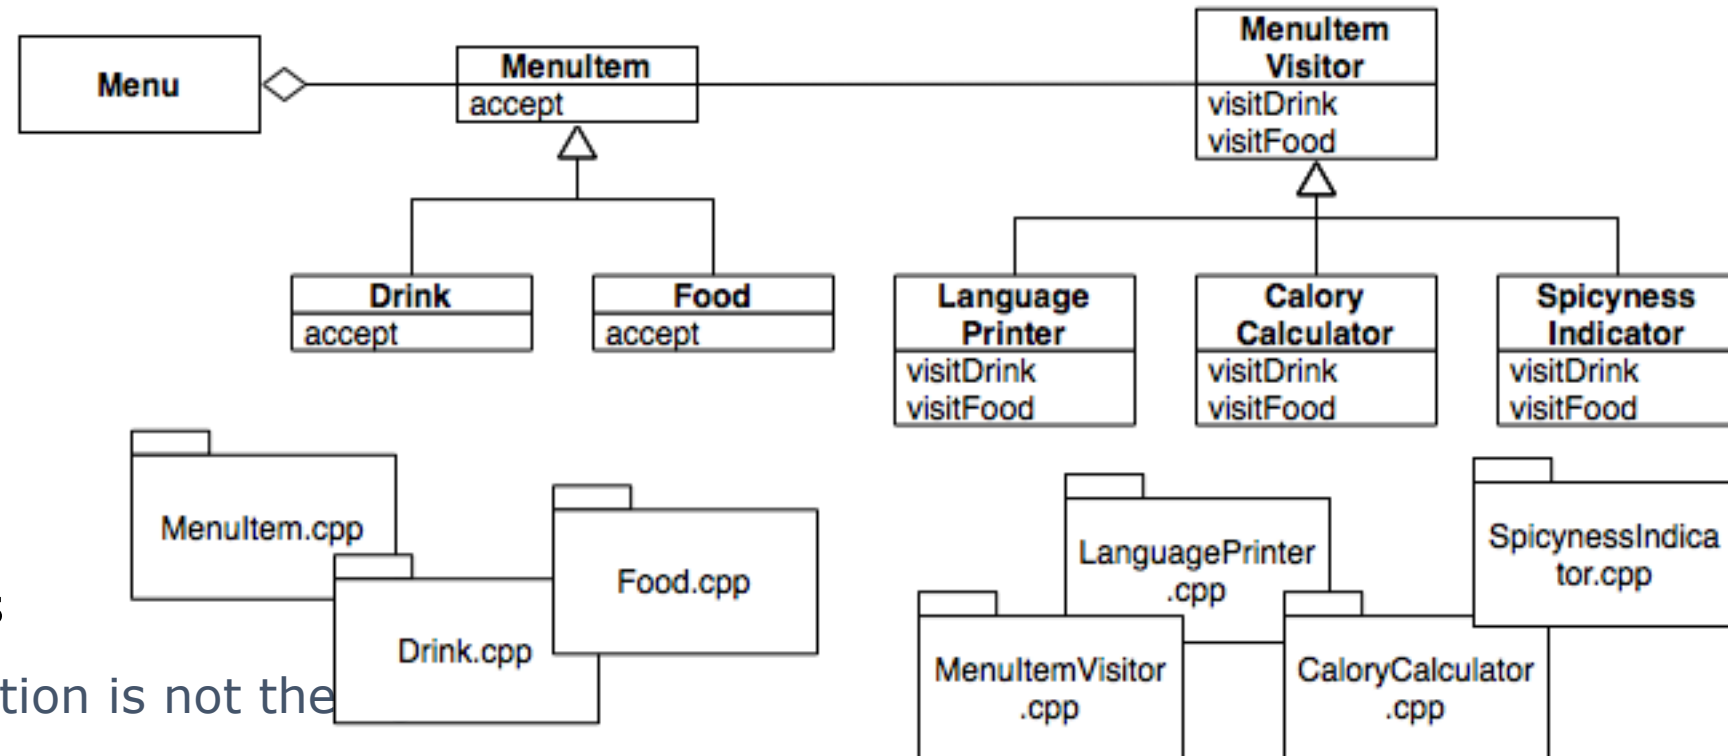 Menu
MenuItem
accept
MenuItem
Visitor
visitDrink
visitFood
Drink
accept
Food
accept
Language
Printer
visitDrink
visitFood
Calory
Calculator
visitDrink
visitFood
Spicyness
Indicator
visitDrink
visitFood
MenuItem.cpp
Drink.cpp
Food.cpp
LanguagePrinter
.cpp
SpicynessIndica
tor.cpp
MenuItemVisitor
.cpp
CaloryCalculator
.cpp
s
tion is not the